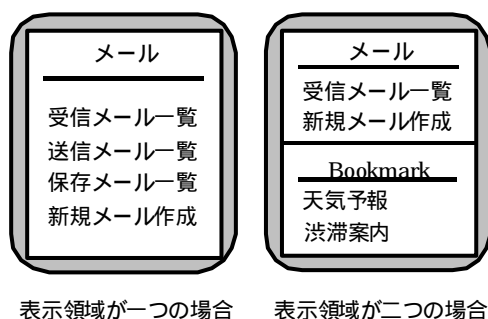 メール
受信メール一覧
送信メール一覧
保存メール一覧
新規メール作成
表示領域が一つの場合
メール
受信メール一覧
新規メール作成
Bookmark
天気予報
渋滞案内
表示領域が二つの場合